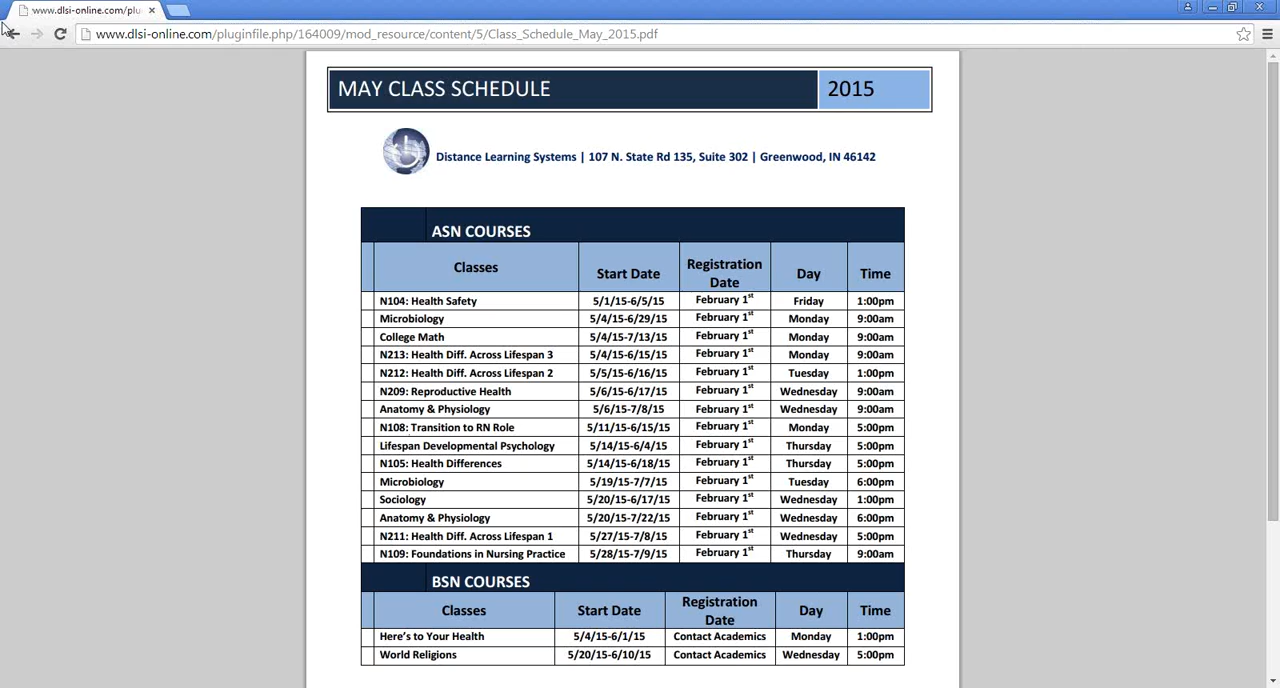 www.dlsi-online.com/plu
www.dlsi-online.com/pluginfile.php/164009/mod_resource/content/5/Class_Schedule_May_2015.pdf
MAY CLASS SCHEDULE 2015
Distance Learning Systems | 107 N. State Rd 135, Suite 302 | Greenwood, IN 46142
ASN COURSES
Classes Start Date Registration Date Day Time
N104: Health Safety 5/1/15-6/5/15 February 1st Friday 1:00pm
Microbiology 5/4/15-6/29/15 February 1st Monday 9:00am
College Math 5/4/15-7/13/15 February 1st Monday 9:00am
N213: Health Diff. Across Lifespan 3 5/4/15-6/15/15 February 1st Monday 9:00am
N212: Health Diff. Across Lifespan 2 5/5/15-6/16/15 February 1st Tuesday 1:00pm
N209: Reproductive Health 5/6/15-6/17/15 February 1st Wednesday 9:00am
Anatomy & Physiology 5/6/15-7/8/15 February 1st Wednesday 9:00am
N108: Transition to RN Role 5/11/15-6/15/15 February 1st Monday 5:00pm
Lifespan Developmental Psychology 5/14/15-6/4/15 February 1st Thursday 5:00pm
N105: Health Differences 5/14/15-6/18/15 February 1st Thursday 5:00pm
Microbiology 5/19/15-7/7/15 February 1st Tuesday 6:00pm
Sociology 5/20/15-6/17/15 February 1st Wednesday 1:00pm
Anatomy & Physiology 5/20/15-7/22/15 February 1st Wednesday 6:00pm
N211: Health Diff. Across Lifespan 1 5/27/15-7/8/15 February 1st Wednesday 5:00pm
N109: Foundations in Nursing Practice 5/28/15-7/9/15 February 1st Thursday 9:00am
BSN COURSES
Classes Start Date Registration Date Day Time
Here's to Your Health 5/4/15-6/1/15 Contact Academics Monday 1:00pm
World Religions 5/20/15-6/10/15 Contact Academics Wednesday 5:00pm